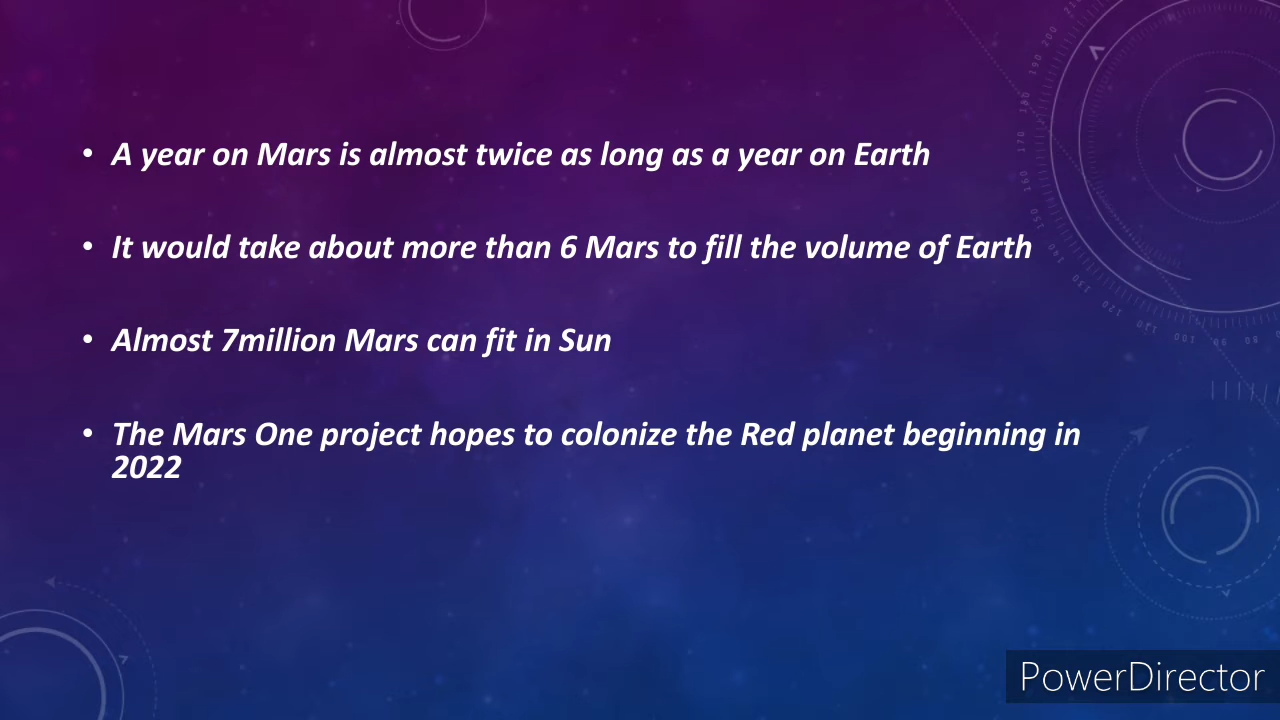 • A year on Mars is almost twice as long as a year on Earth
• It would take about more than 6 Mars to fill the volume of Earth
• Almost 7million Mars can fit in Sun
• The Mars One project hopes to colonize the Red planet beginning in
2022
PowerDirector